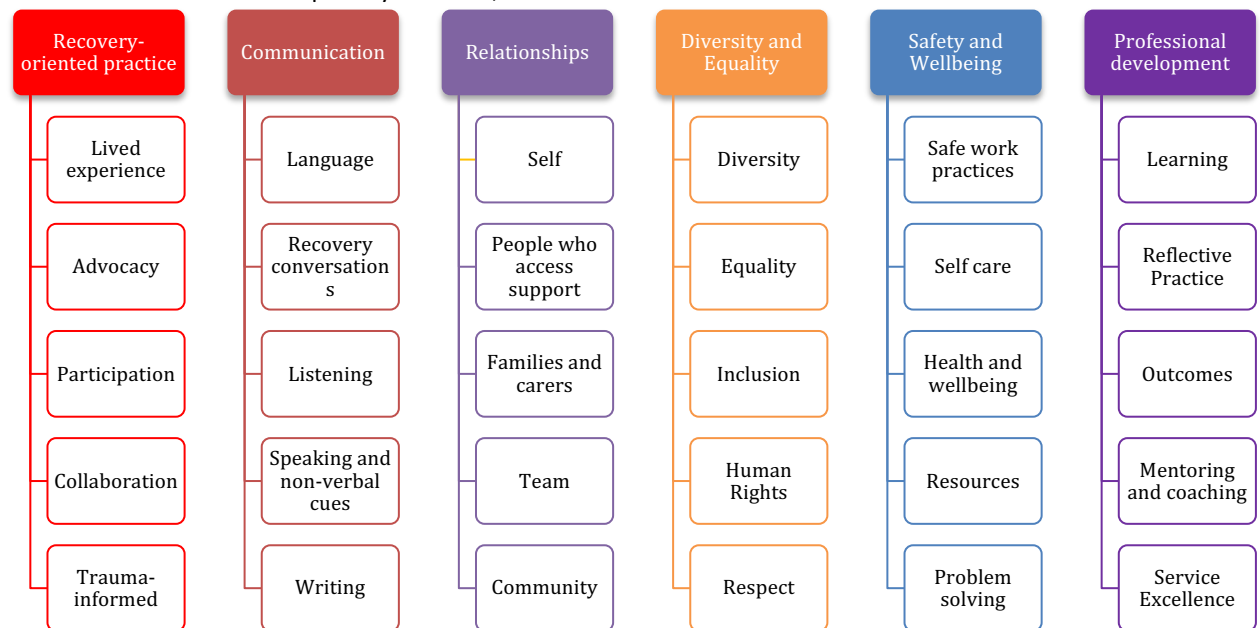 Recovery-
oriented practice
Lived
experience
Advocacy
Participation
Collaboration
Trauma-
informed
Communication
Language
Recovery
conversation
s
Listening
Speaking and
non-verbal
cues
Writing
Relationships
Self
People who
access
support
Families and
carers
Team
Community
Diversity and
Equality
Diversity
Equality
Inclusion
Human
Rights
Respect
Safety and
Wellbeing
Safe work
practices
Self care
Health and
wellbeing
Resources
Problem
solving
Professional
development
Learning
Reflective
Practice
Outcomes
Mentoring
and coaching
Service
Excellence